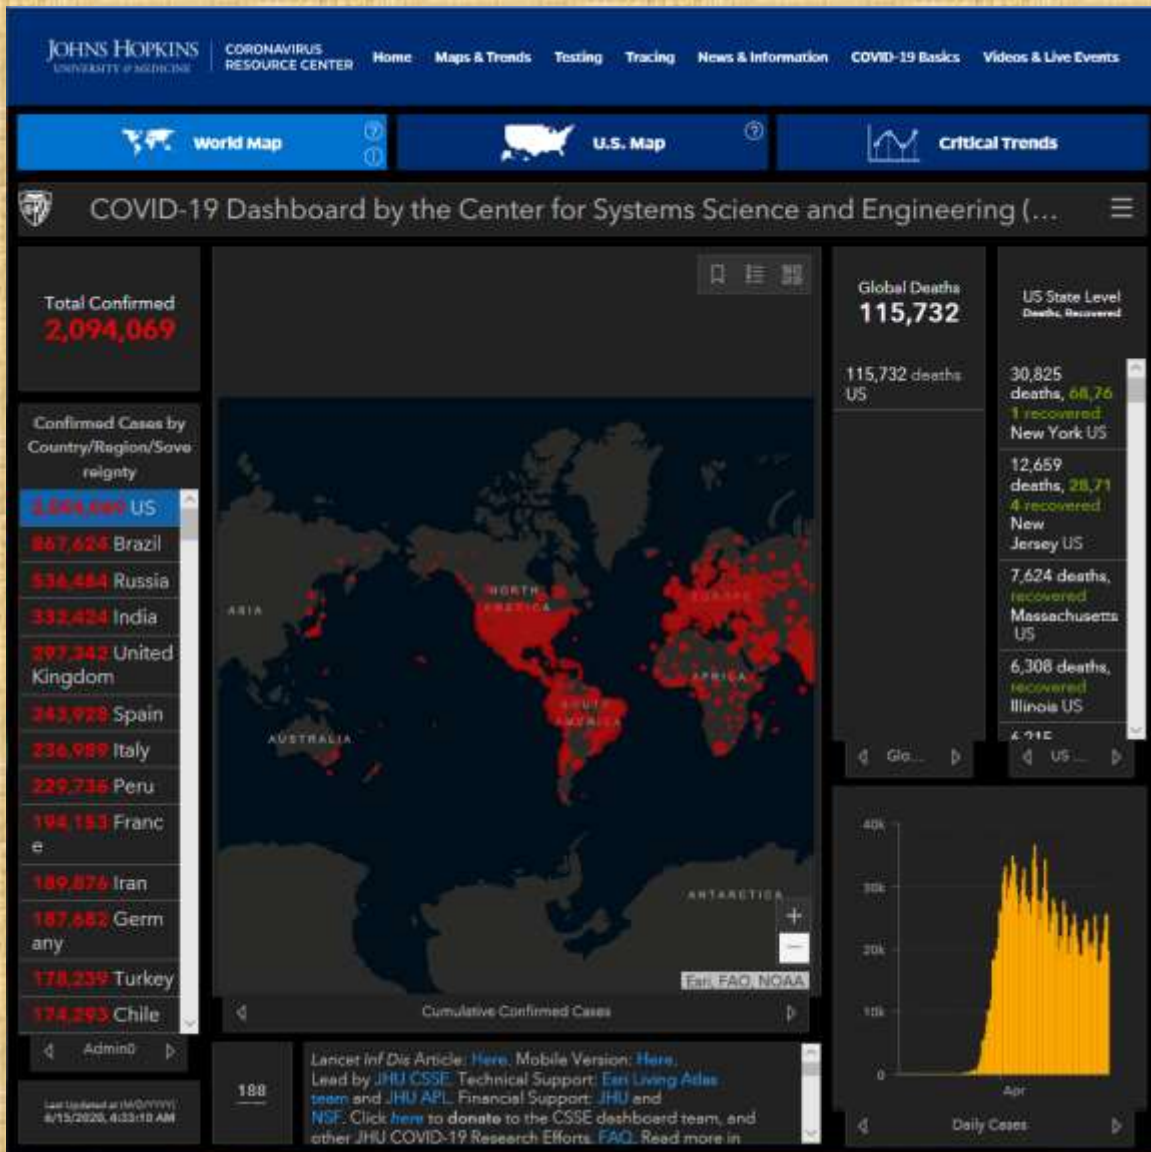 JOHNS HOPKINS
UNIVERSITY & MEDICINE
CORONAVIRUS
RESOURCE CENTER
Home Maps & Trends Testing Tracing News & Information COVID-19 Basics Videos & Live Events
World Map
U.S. Map
Critical Trends
COVID-19 Dashboard by the Center for Systems Science and Engineering (...
Total Confirmed
2,094,069
Confirmed Cases by
Country/Region/Sove
reignty
2,094,069 US
867,624 Brazil
536,484 Russia
332,424 India
297,342 United
Kingdom
243,928 Spain
236,989 Italy
229,736 Peru
194,153 Franc
e
189,876 Iran
187,682 Germ
any
178,239 Turkey
174,293 Chile
Admin0
Last Updated at (M/D/YYYY)
6/15/2020, 4:33:10 AM
ASIA
NORTH
AMERICA
EUROPE
AFRICA
SOUTH
AMERICA
AUSTRALIA
ANTARCTICA
+
Esri, FAO, NOAA
Cumulative Confirmed Cases
188
Lancet Inf Dis Article: Here. Mobile Version: Here.
Lead by JHU CSSE. Technical Support: Esri Living Atlas
team and JHU APL. Financial Support: JHU and
NSF. Click here to donate to the CSSE dashboard team, and
other JHU COVID-19 Research Efforts. FAQ. Read more in
Global Deaths
115,732
115,732 deaths
US
Glo...
US State Level
Deaths, Recovered
30,825
deaths, 68,76
1 recovered
New York US
12,659
deaths, 28,71
4 recovered
New
Jersey US
7,624 deaths,
recovered
Massachusetts
US
6,308 deaths,
recovered
Illinois US
US ...
40k
30k
20k
10k
0
Apr
Daily Cases